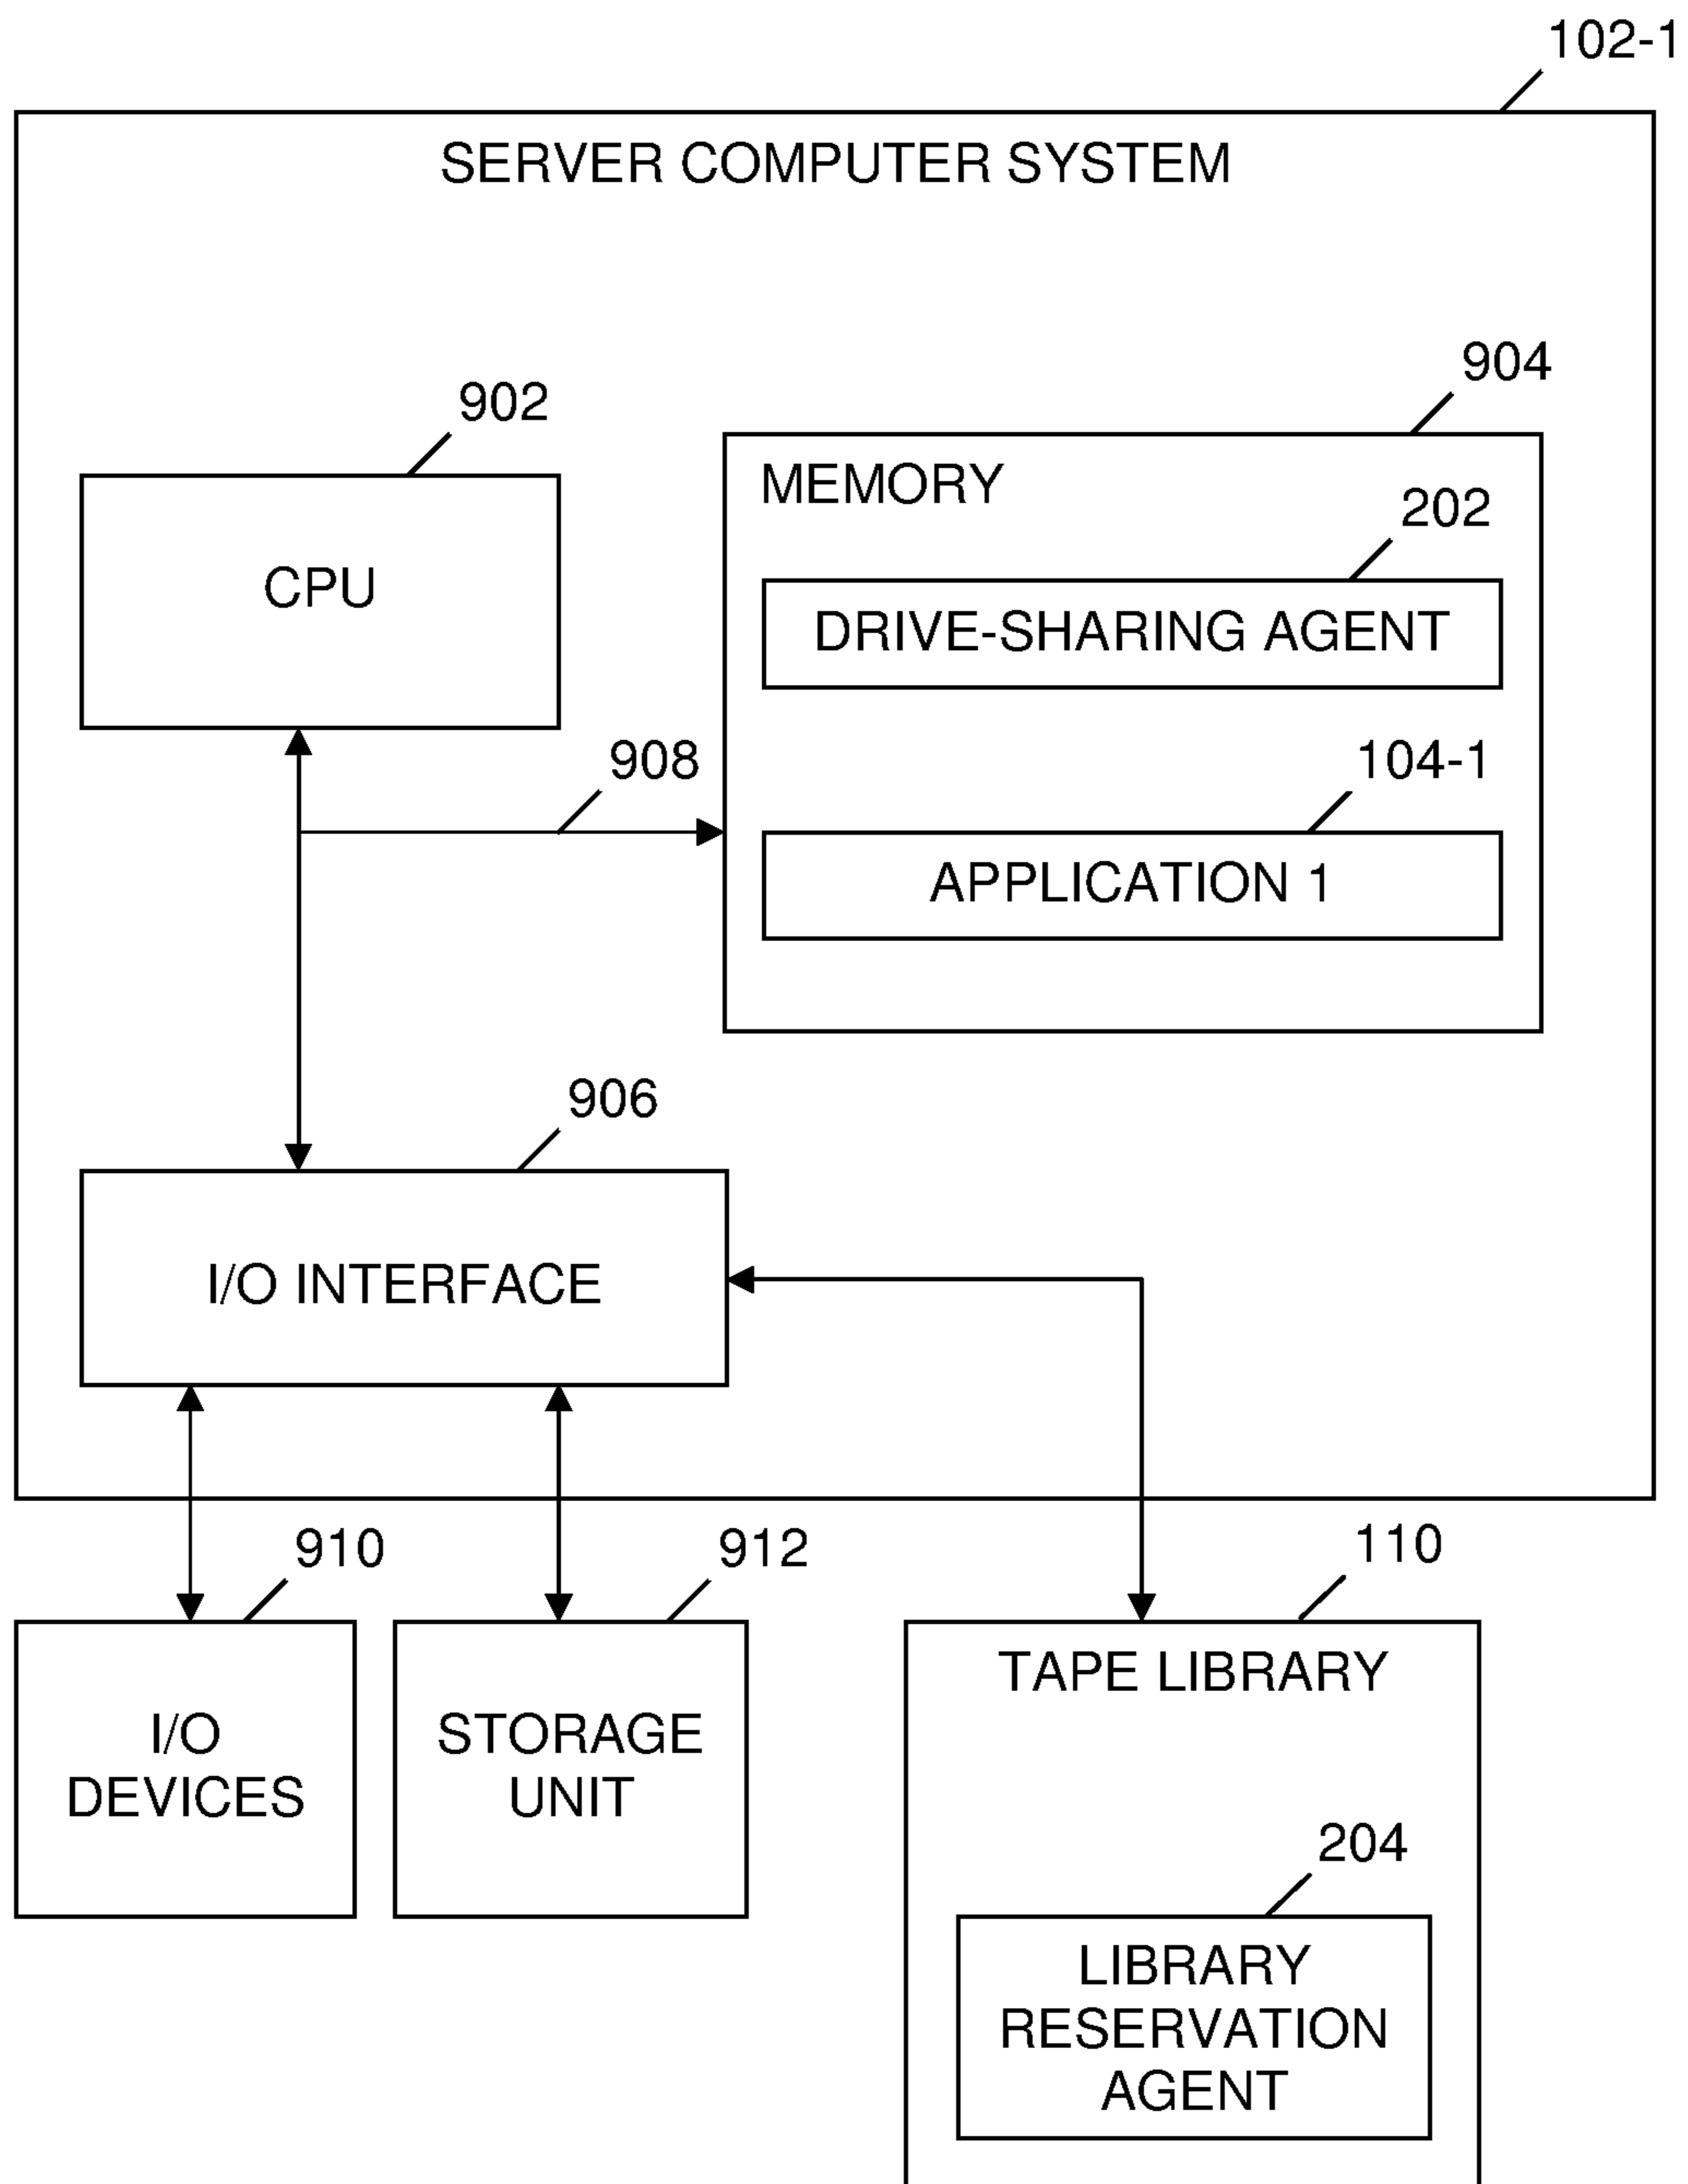 102-1
SERVER COMPUTER SYSTEM
904
902
MEMORY
202
CPU
DRIVE-SHARING AGENT
908
104-1
APPLICATION 1
906
I/O INTERFACE
910
912
110
TAPE LIBRARY
I/O
DEVICES
STORAGE
UNIT
204
LIBRARY
RESERVATION
AGENT